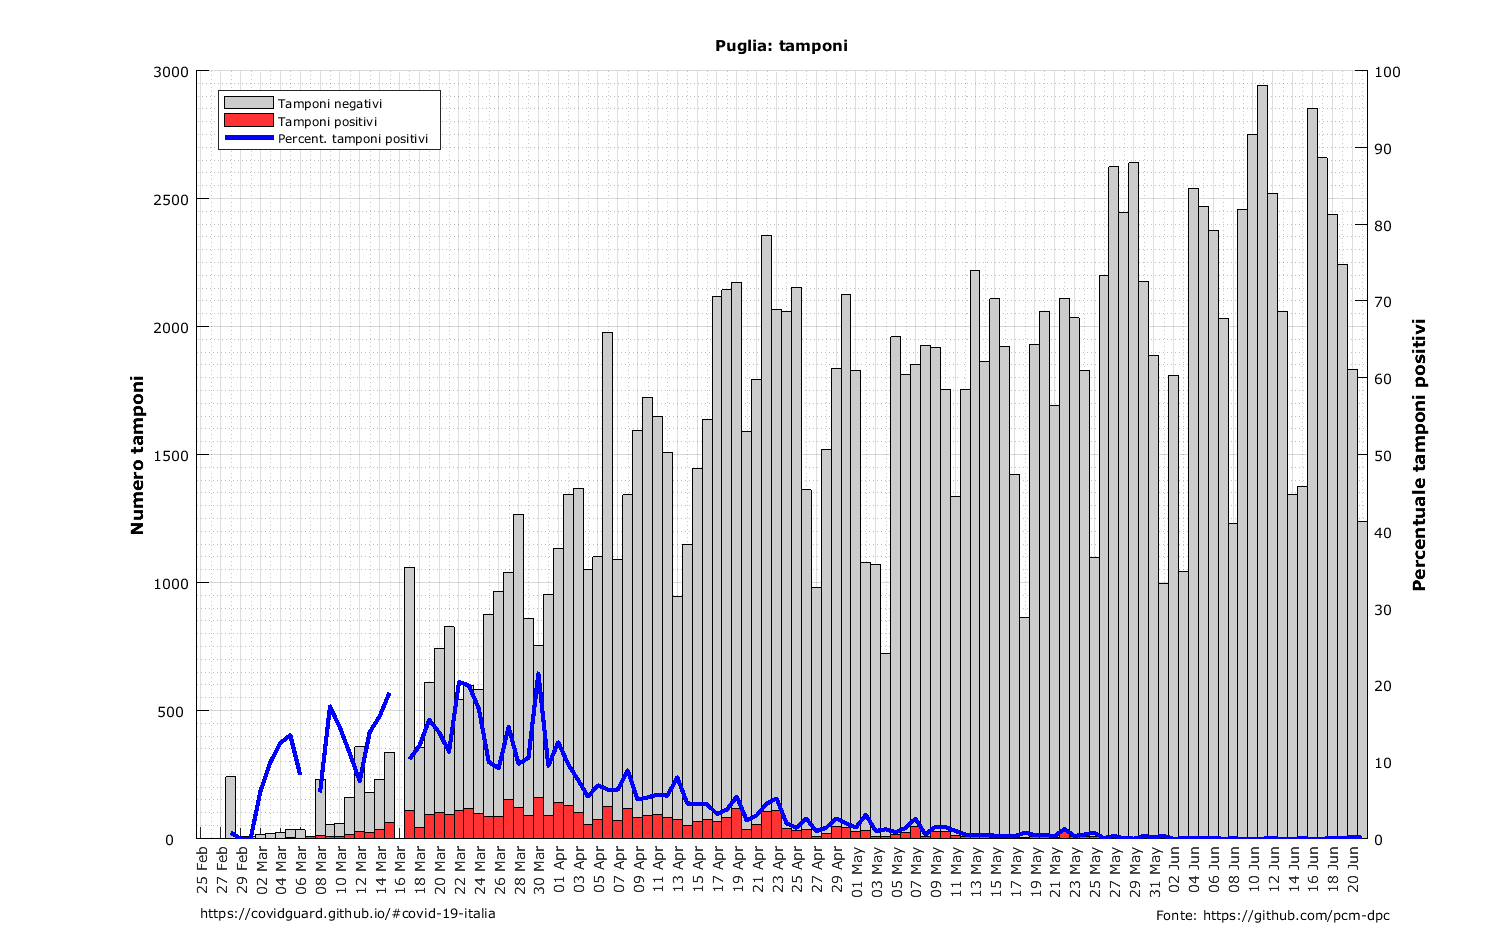 Puglia: tamponi
Tamponi negativi
Tamponi positivi
Percent. tamponi positivi
Numero tamponi
3000
2500
2000
1500
1000
500
0
Percentuale tamponi positivi
100
90
80
70
60
50
40
30
20
10
0
25 Feb
27 Feb
29 Feb
02 Mar
04 Mar
06 Mar
08 Mar
10 Mar
12 Mar
14 Mar
16 Mar
18 Mar
20 Mar
22 Mar
24 Mar
26 Mar
28 Mar
30 Mar
01 Apr
03 Apr
05 Apr
07 Apr
09 Apr
11 Apr
13 Apr
15 Apr
17 Apr
19 Apr
21 Apr
23 Apr
25 Apr
27 Apr
29 Apr
01 May
03 May
05 May
07 May
09 May
11 May
13 May
15 May
17 May
19 May
21 May
23 May
25 May
27 May
29 May
31 May
02 Jun
04 Jun
06 Jun
08 Jun
10 Jun
12 Jun
14 Jun
16 Jun
18 Jun
20 Jun
https://covidguard.github.io/#covid-19-italia
Fonte: https://github.com/pcm-dpc